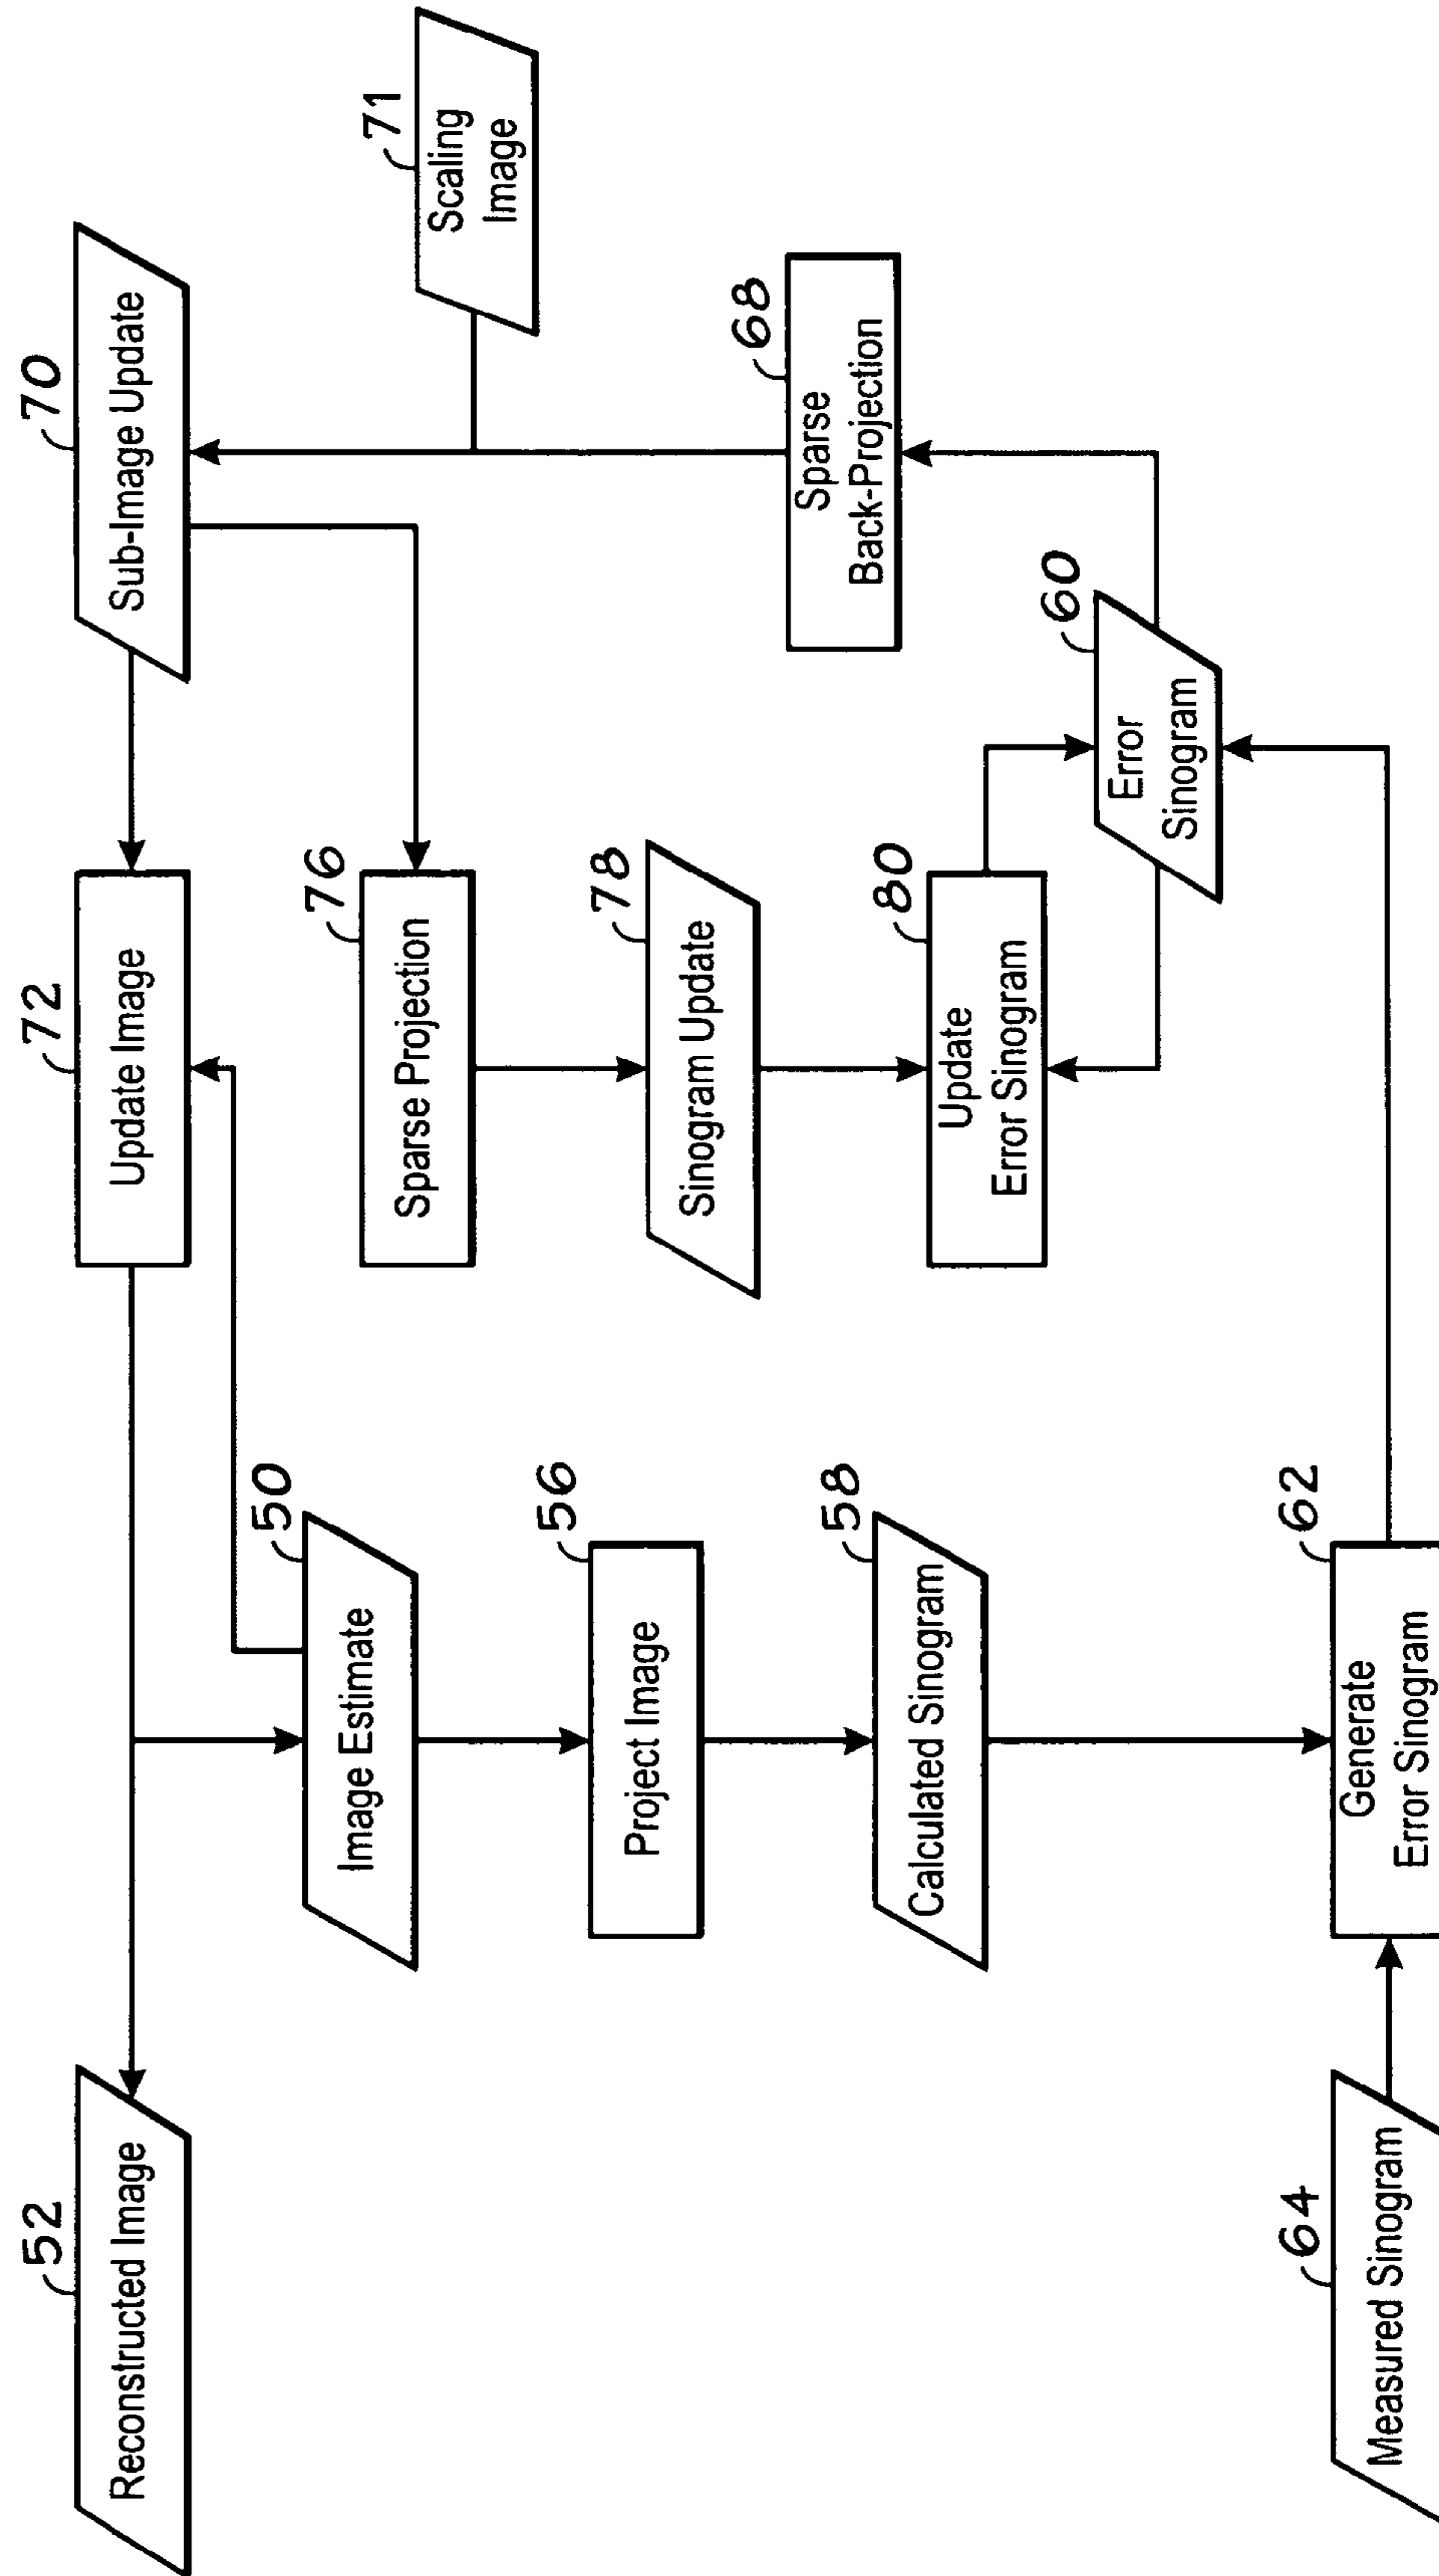 52
Reconstructed Image
72
Update Image
70
Sub-Image Update
50
Image Estimate
76
Sparse Projection
71
Scaling
Image
56
Project Image
78
Sinogram Update
68
Sparse
Back-Projection
58
Calculated Sinogram
80
Update
Error Sinogram
60
Error
Sinogram
64
Measured Sinogram
62
Generate
Error Sinogram